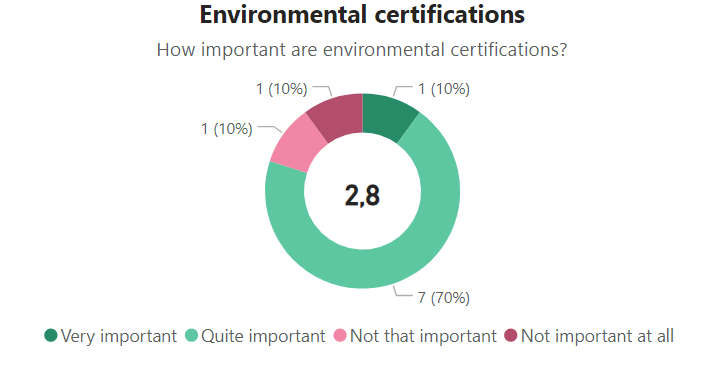 Environmental certifications
How important are environmental certifications?
1 (10%) 1 (10%)
1 (10%)
2,8
7 (70%)
Very important Quite important Not that important Not important at all